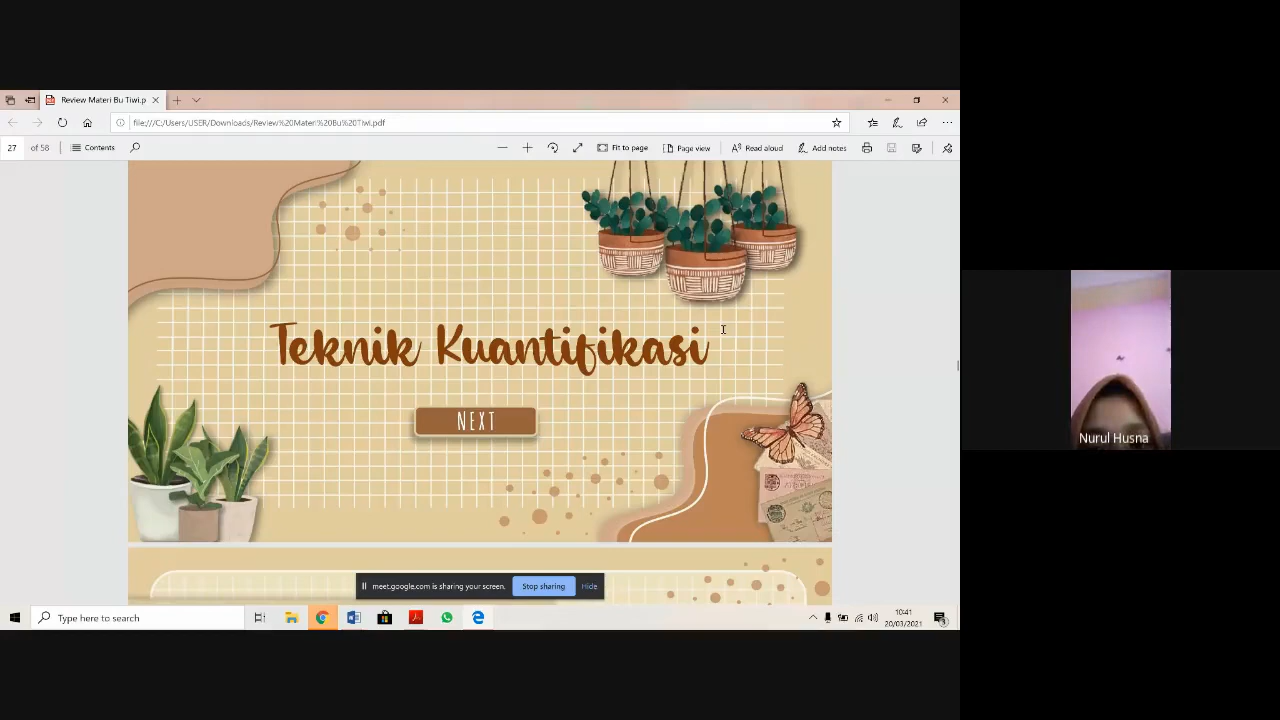 Review Materi Bu Tiwi.p
file:///C:/Users/USER/Downloads/Review%20Materi%20Bu%20Tiwi.pdf
27 of 58 Contents Fit to page Page view Read aloud Add notes
Teknik Kuantifikasi
NEXT
Nurul Husna
meet.google.com is sharing your screen. Stop sharing Hide
Type here to search
10:41
20/03/2021